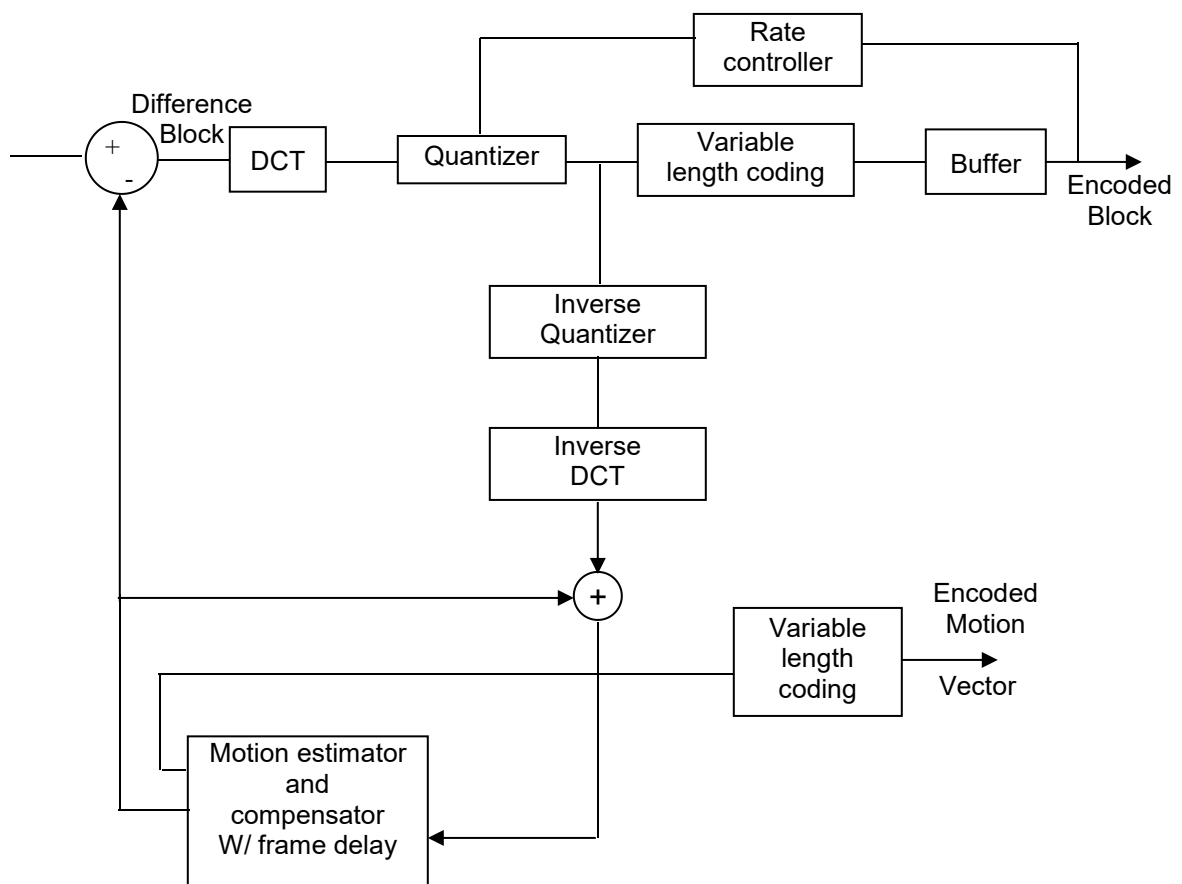 Rate
controller
Difference
Block
+
-
DCT
Quantizer
Variable
length coding
Buffer
Encoded
Block
Inverse
Quantizer
Inverse
DCT
+
Encoded
Motion
Vector
Variable
length
coding
Motion estimator
and
compensator
W/ frame delay